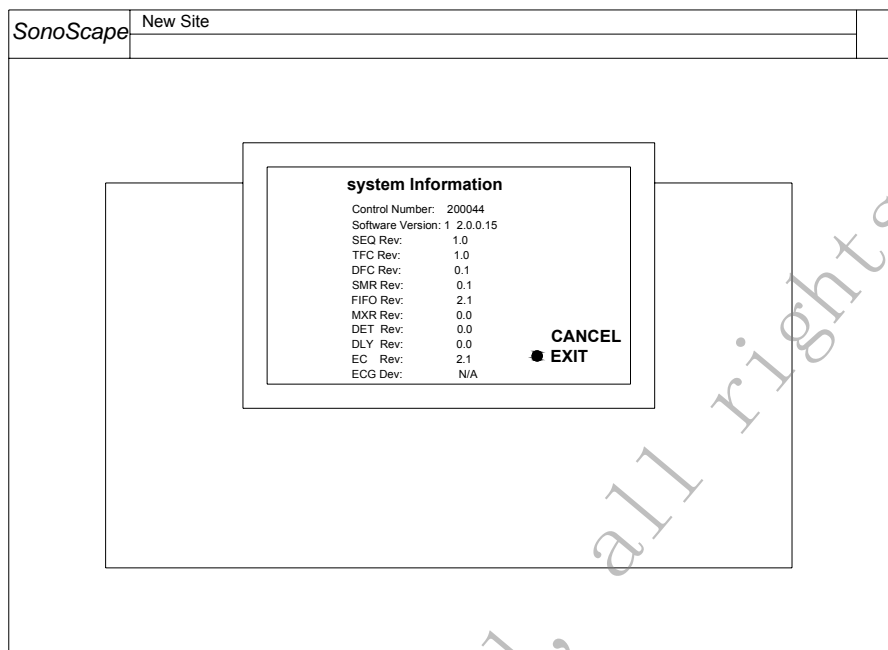 SonoScape
New Site
system Information
Control Number: 200044
Software Version: 1 2.0.0.15
SEQ Rev: 1.0
TFC Rev: 1.0
DFC Rev: 0.1
SMR Rev: 0.1
FIFO Rev: 2.1
MXR Rev: 0.0
DET Rev: 0.0
DLY Rev: 0.0
EC Rev: 2.1
ECG Dev: N/A
CANCEL
EXIT
, all rights